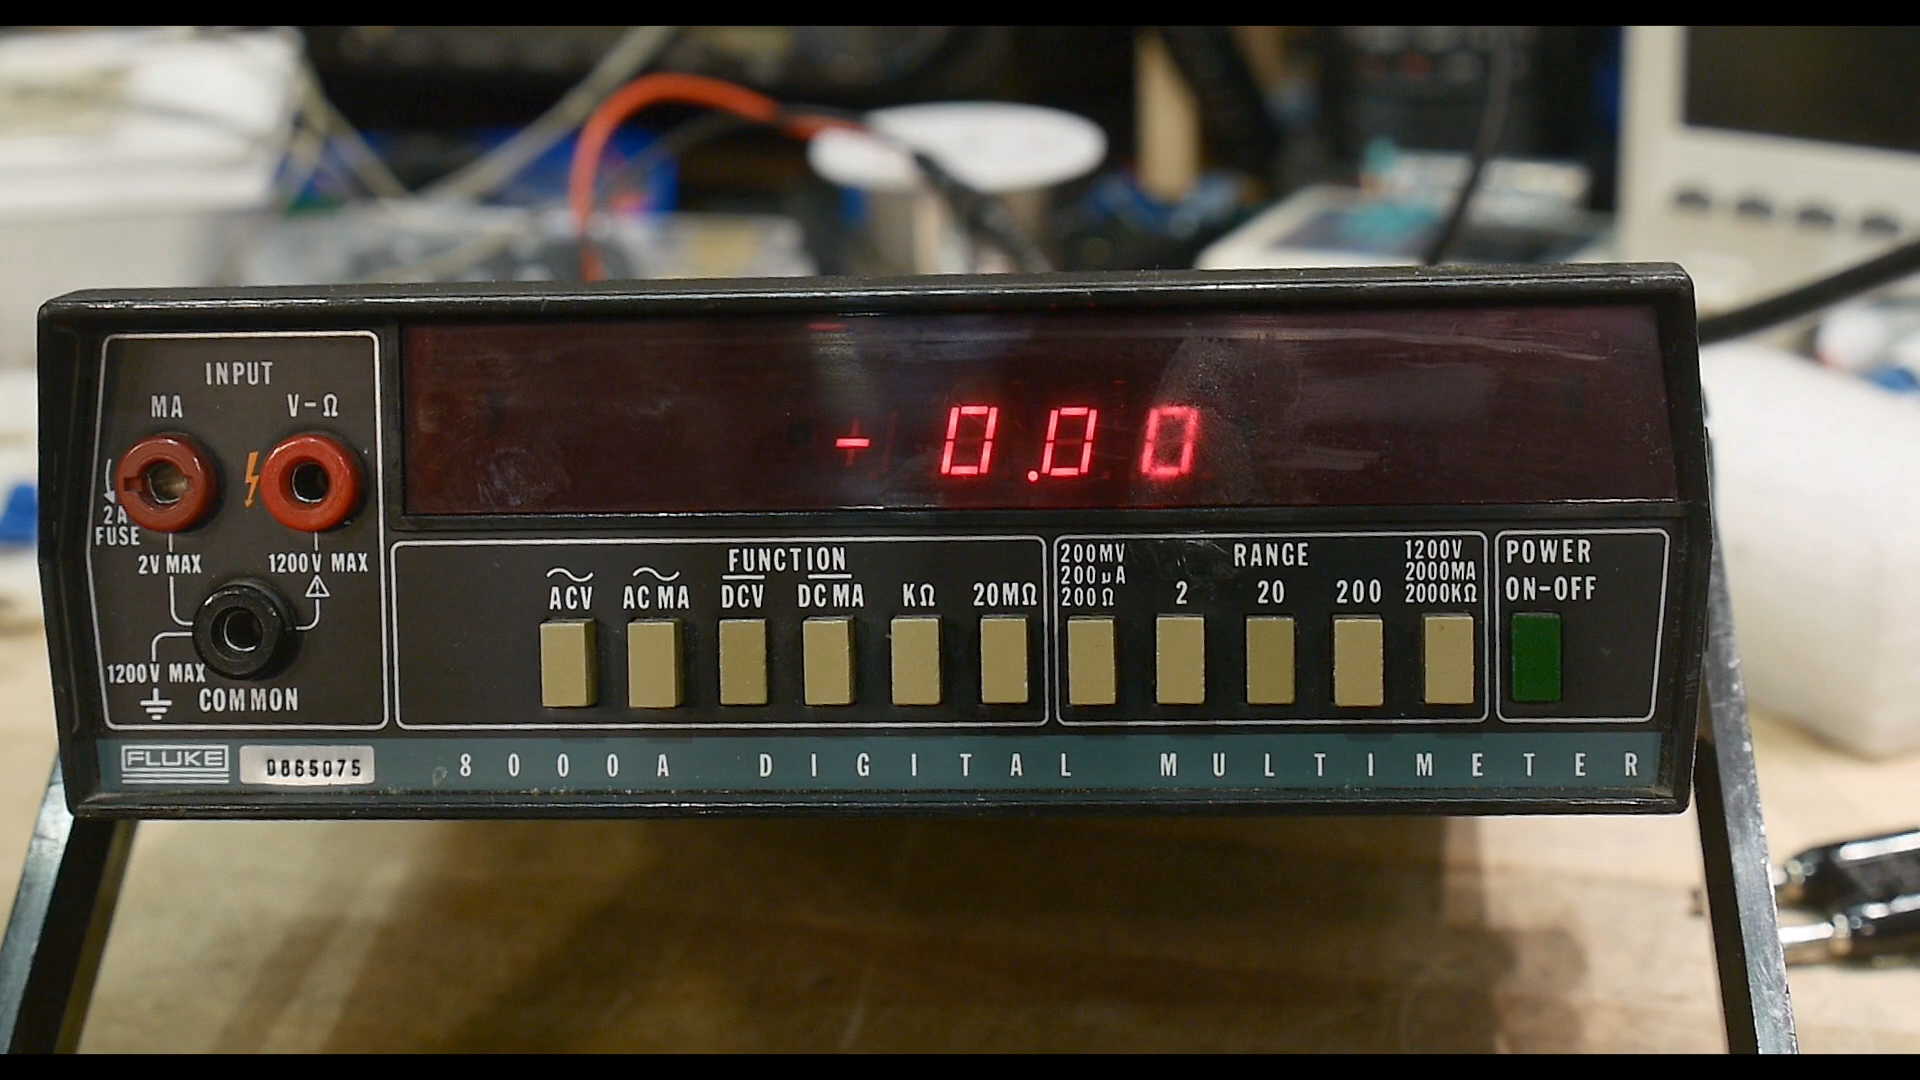 INPUT
MA
V-Ω
2A
FUSE
2V MAX
1200V MAX
1200V MAX
COMMON
- 0.00
FUNCTION
ACV
AC MA
DCV
DC MA
KΩ
20MΩ
RANGE
200MV
200µA
200Ω
2
20
200
1200V
2000MA
2000KΩ
POWER
ON-OFF
FLUKE
0865075
8000A DIGITAL MULTIMETER